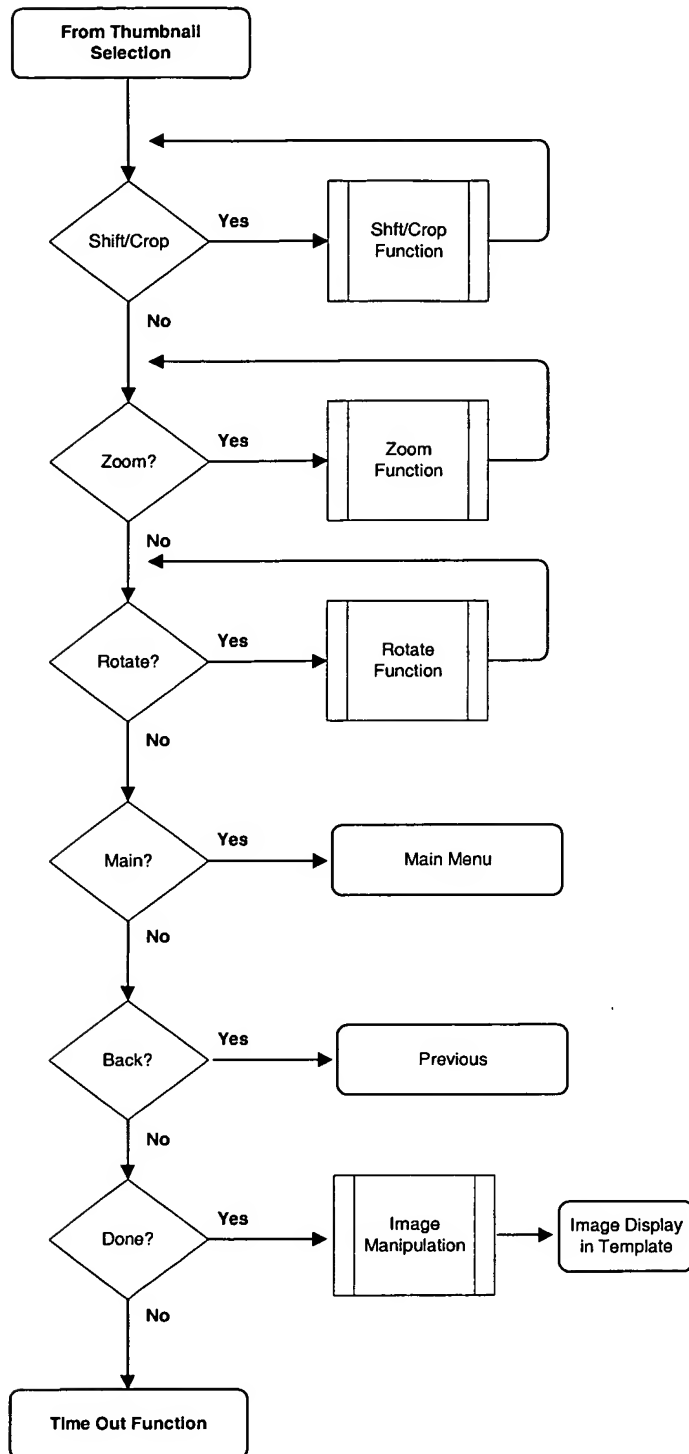 From Thumbnail
Selection
Shift/Crop
Yes
Shft/Crop
Function
No
Zoom?
Yes
Zoom
Function
No
Rotate?
Yes
Rotate
Function
No
Main?
Yes
Main Menu
No
Back?
Yes
Previous
No
Done?
Yes
Image
Manipulation
Image Display
in Template
No
Time Out Function